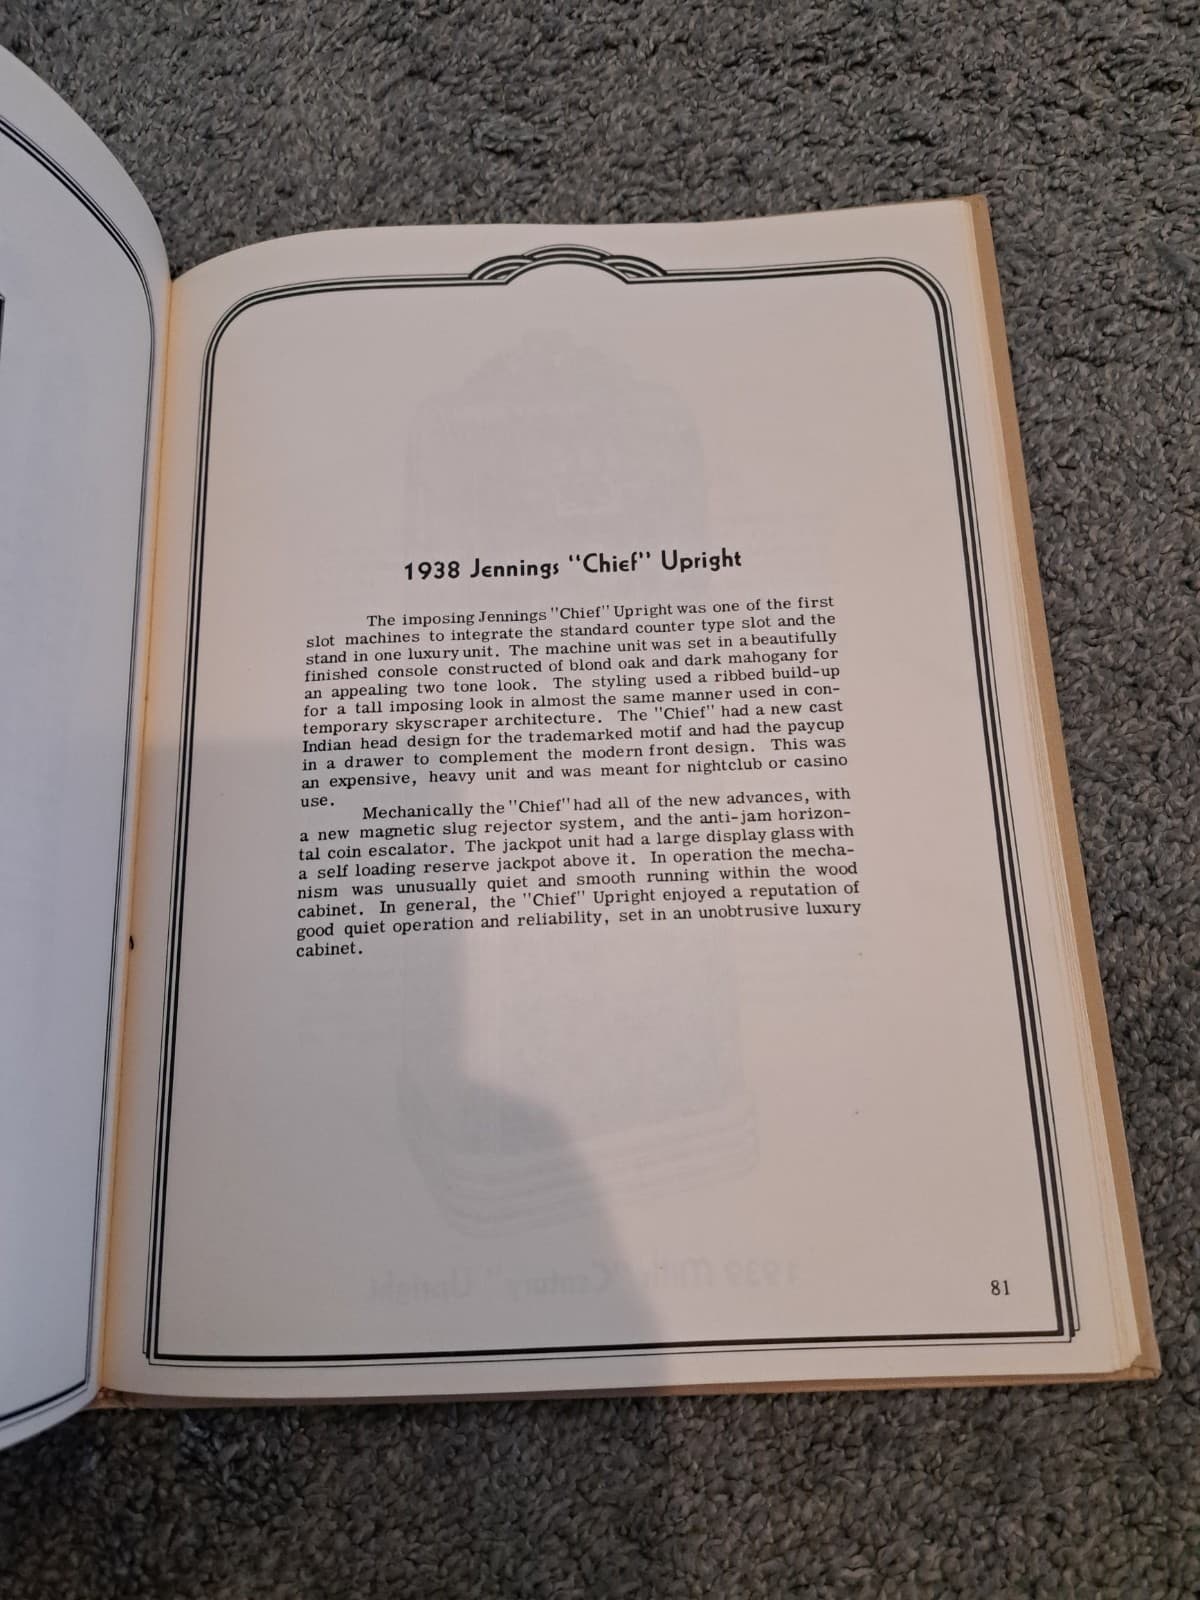 1938 Jennings "Chief" Upright
The imposing Jennings "Chief" Upright was one of the first
slot machines to integrate the standard counter type slot and the
stand in one luxury unit. The machine unit was set in a beautifully
finished console constructed of blond oak and dark mahogany for
an appealing two tone look. The styling used a ribbed build-up
for a tall imposing look in almost the same manner used in con-
temporary skyscraper architecture. The "Chief" had a new cast
Indian head design for the trademarked motif and had the paycup
in a drawer to complement the modern front design. This was
an expensive, heavy unit and was meant for nightclub or casino
use.
Mechanically the "Chief" had all of the new advances, with
a new magnetic slug rejector system, and the anti-jam horizon-
tal coin escalator. The jackpot unit had a large display glass with
a self loading reserve jackpot above it. In operation the mecha-
nism was unusually quiet and smooth running within the wood
cabinet. In general, the "Chief" Upright enjoyed a reputation of
good quiet operation and reliability, set in an unobtrusive luxury
cabinet.
81